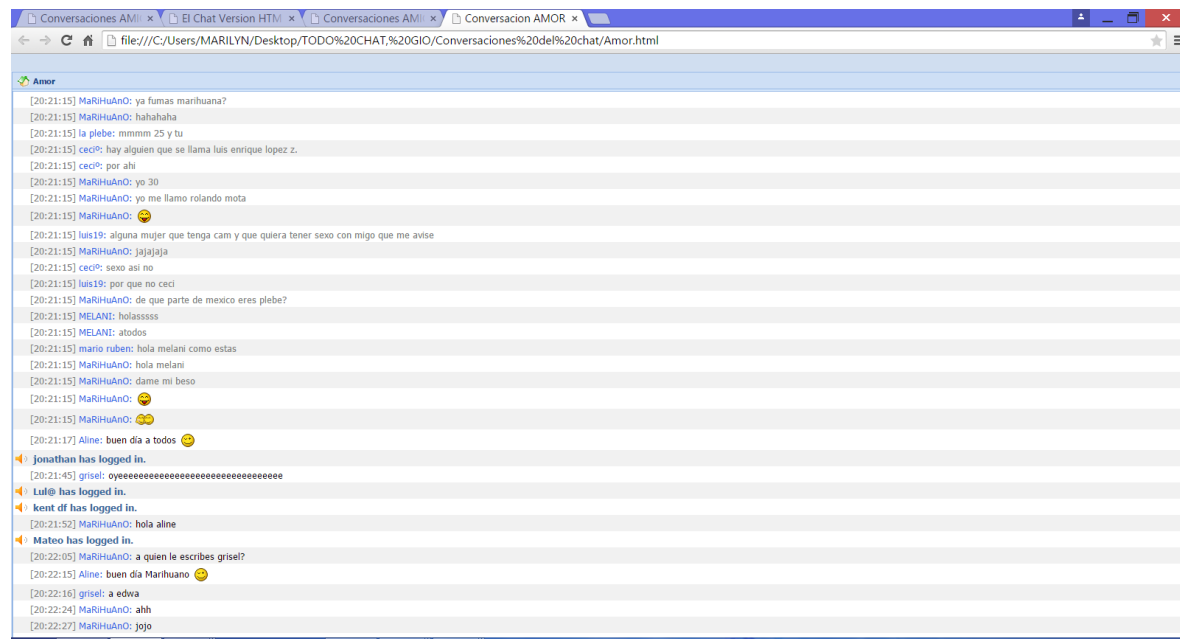 Conversaciones AMI
El Chat Version HTM
Conversaciones AMI
Conversacion AMOR
file:///C:/Users/MARILYN/Desktop/TODO%20CHAT,%20GIO/Conversaciones%20del%20chat/Amor.html
Amor
[20:21:15] MaRiHuAnO: ya fumas marihuana?
[20:21:15] MaRiHuAnO: hahahaha
[20:21:15] la plebe: mmmm 25 y tu
[20:21:15] ceciº: hay alguien que se llama luis enrique lopez z.
[20:21:15] ceciº: por ahi
[20:21:15] MaRiHuAnO: yo 30
[20:21:15] MaRiHuAnO: yo me llamo rolando mota
[20:21:15] MaRiHuAnO:
[20:21:15] luis19: alguna mujer que tenga cam y que quiera tener sexo con migo que me avise
[20:21:15] MaRiHuAnO: jajajaja
[20:21:15] ceciº: sexo asi no
[20:21:15] luis19: por que no ceci
[20:21:15] MaRiHuAnO: de que parte de mexico eres plebe?
[20:21:15] MELANI: holasssss
[20:21:15] MELANI: atodos
[20:21:15] mario ruben: hola melani como estas
[20:21:15] MaRiHuAnO: hola melani
[20:21:15] MaRiHuAnO: dame mi beso
[20:21:15] MaRiHuAnO:
[20:21:15] MaRiHuAnO:
[20:21:17] Aline: buen día a todos
jonathan has logged in.
[20:21:45] grisel: oyeeeeeeeeeeeeeeeeeeeeeeeeeeeeeeee
Lul@ has logged in.
kent df has logged in.
[20:21:52] MaRiHuAnO: hola aline
Mateo has logged in.
[20:22:05] MaRiHuAnO: a quien le escribes grisel?
[20:22:15] Aline: buen día Marihuano
[20:22:16] grisel: a edwa
[20:22:24] MaRiHuAnO: ahh
[20:22:27] MaRiHuAnO: jojo